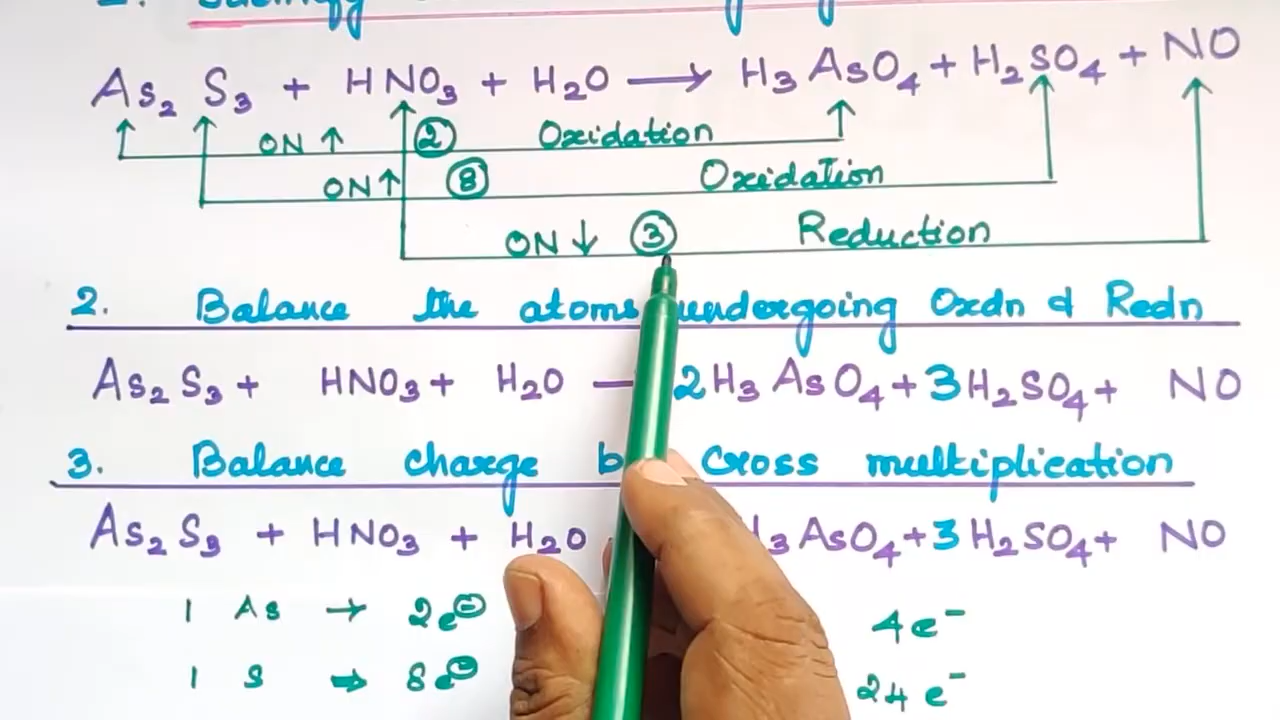 As₂ S₃ + HNO₃ + H₂O → H₃ AsO₄ + H₂SO₄ + NO
ON ↑ ② Oxidation
ON ↑ ⑧ Oxidation
ON ↓ ③ Reduction
2. Balance the atoms undergoing Oxdn & Redn
As₂ S₃ + HNO₃ + H₂O — 2H₃ AsO₄ + 3H₂SO₄ + NO
3. Balance charge Cross multiplication
As₂ S₃ + HNO₃ + H₂O ₃ AsO₄ + 3 H₂SO₄ + NO
1 As → 2e⊖ 4e⁻
1 S → 8e⊖ 24e⁻